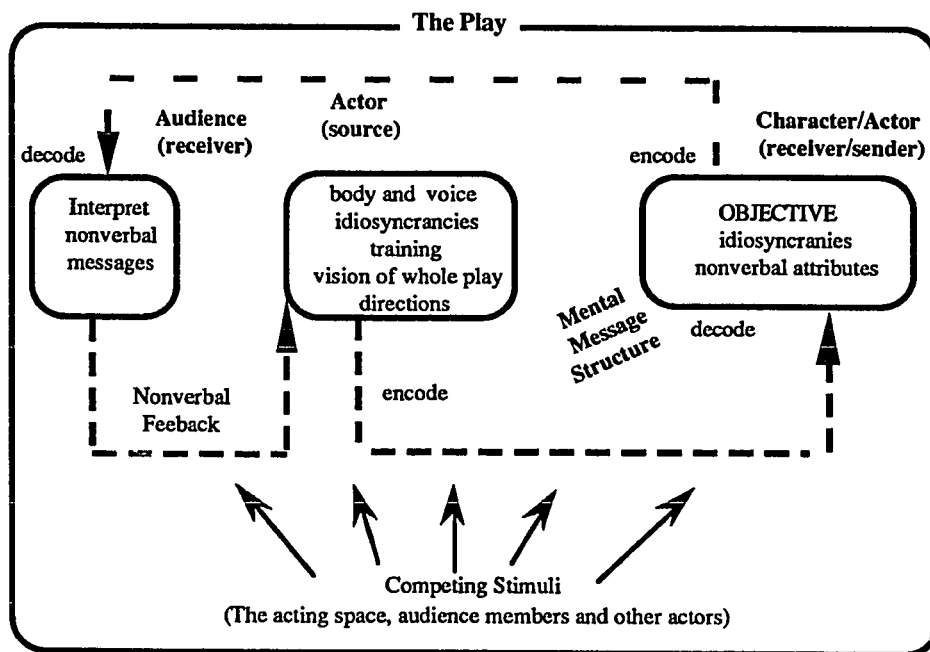 The Play
Audience
(receiver)
Actor
(source)
Character/Actor
(receiver/sender)
decode
encode
Interpret
nonverbal
messages
body and voice
idiosyncrancies
training
vision of whole play
directions
OBJECTIVE
idiosyncranies
nonverbal attributes
Mental
Message
Structure
decode
Nonverbal
Feeback
encode
Competing Stimuli
(The acting space, audience members and other actors)